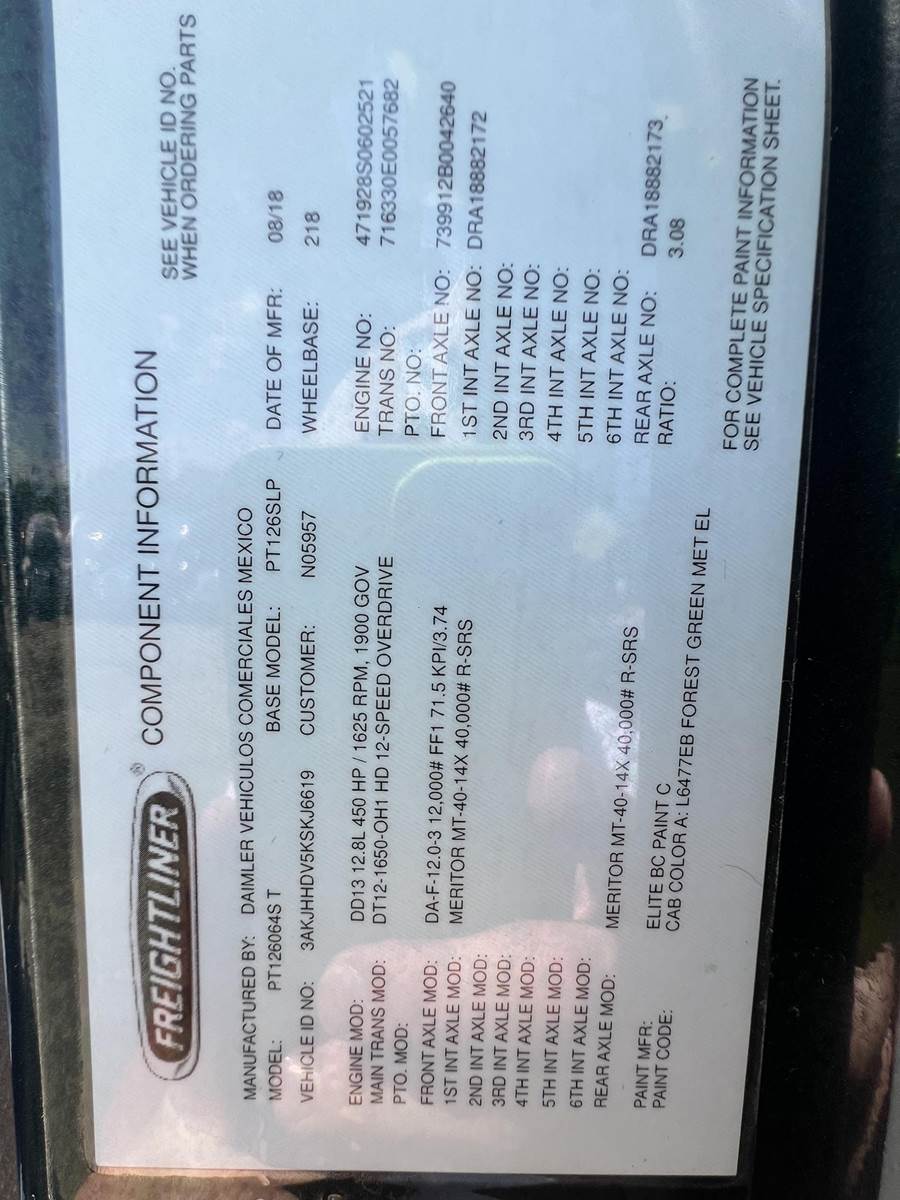 FREIGHTLINER® COMPONENT INFORMATION
SEE VEHICLE ID NO.
WHEN ORDERING PARTS
MANUFACTURED BY: DAIMLER VEHICULOS COMERCIALES MEXICO
MODEL: PT126064S T BASE MODEL: PT126SLP DATE OF MFR: 08/18
VEHICLE ID NO: 3AKJHHDV5KSKJ6619 CUSTOMER: N05957 WHEELBASE: 218
ENGINE MOD: DD13 12.8L 450 HP / 1625 RPM, 1900 GOV ENGINE NO: 471928S0602521
MAIN TRANS MOD: DT12-1650-OH1 HD 12-SPEED OVERDRIVE TRANS NO: 716330E0057682
PTO. MOD: PTO. NO:
FRONT AXLE MOD: DA-F-12.0-3 12,000# FF1 71.5 KPI/3.74 FRONT AXLE NO: 739912B0042640
1ST INT AXLE MOD: MERITOR MT-40-14X 40,000# R-SRS 1ST INT AXLE NO: DRA18882172
2ND INT AXLE MOD: 2ND INT AXLE NO:
3RD INT AXLE MOD: 3RD INT AXLE NO:
4TH INT AXLE MOD: 4TH INT AXLE NO:
5TH INT AXLE MOD: 5TH INT AXLE NO:
6TH INT AXLE MOD: 6TH INT AXLE NO:
REAR AXLE MOD: MERITOR MT-40-14X 40,000# R-SRS REAR AXLE NO: DRA18882173
RATIO: 3.08
PAINT MFR: ELITE BC PAINT C
PAINT CODE: CAB COLOR A: L6477EB FOREST GREEN MET EL
FOR COMPLETE PAINT INFORMATION
SEE VEHICLE SPECIFICATION SHEET.